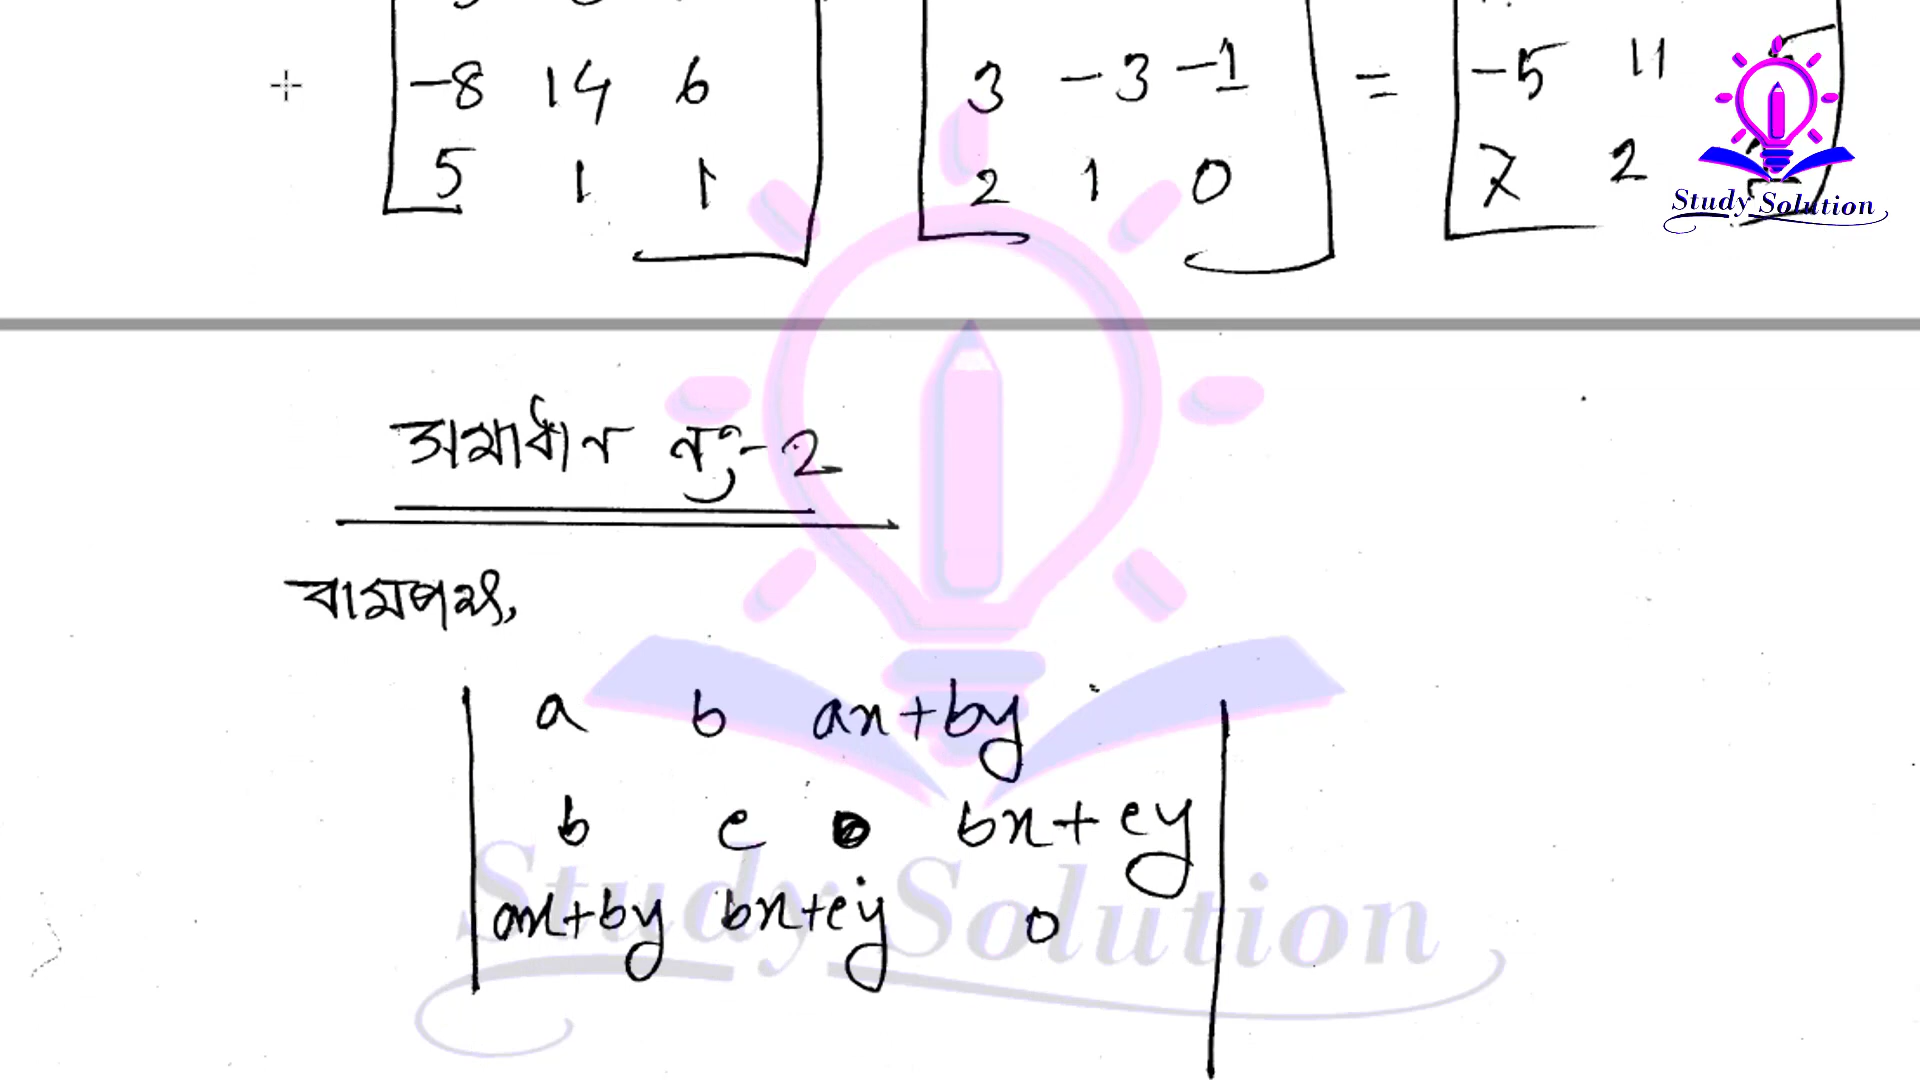 -8 14 6 3 -3 -1 = -5 11
5 1 1 2 1 0 7 2
Study Solution
সমাধান নং-2
বামপক্ষ,
a b ax+by
b c bx+cy
ax+by bx+cy 0
Study Solution